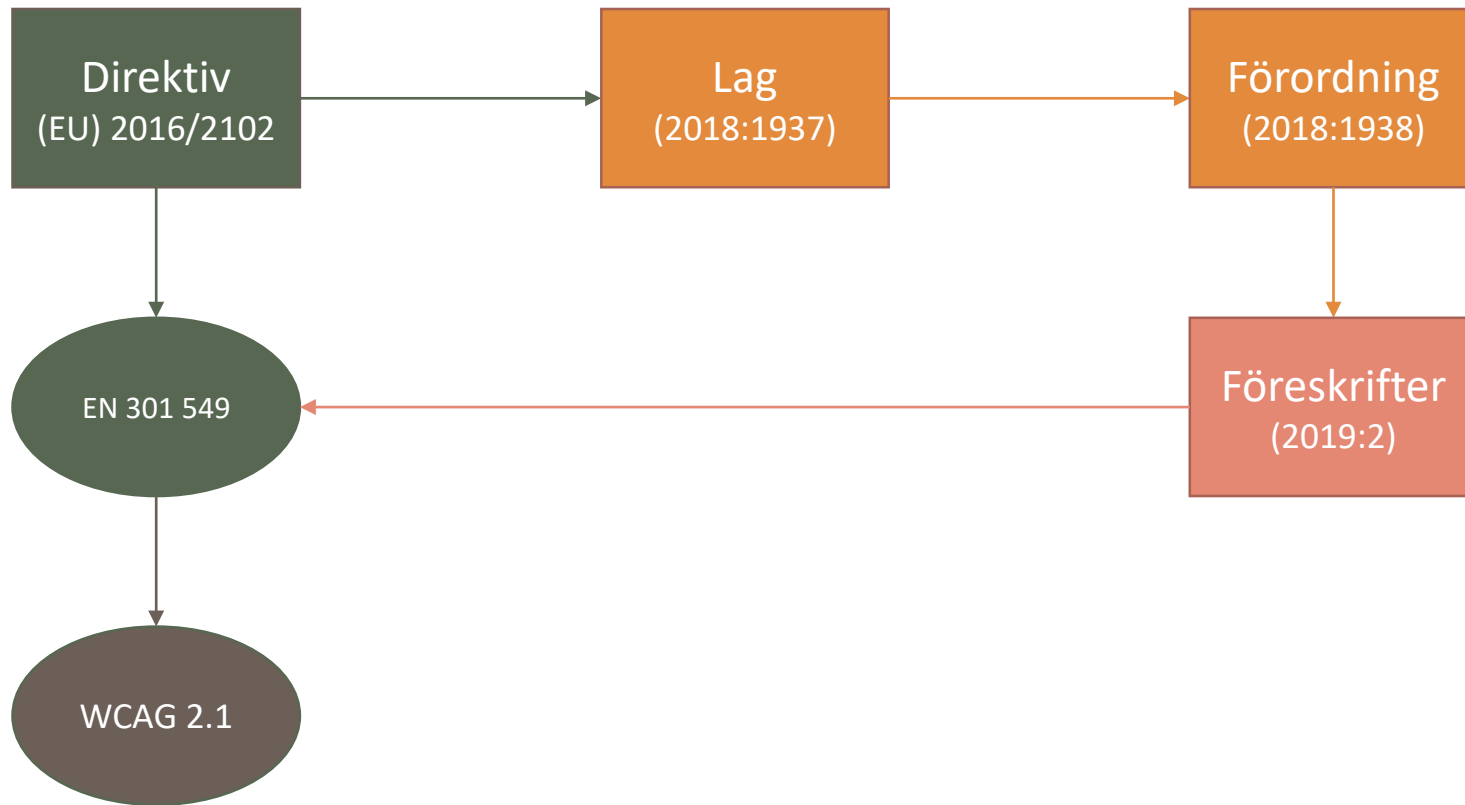 Direktiv
(EU) 2016/2102
Lag
(2018:1937)
Förordning
(2018:1938)
EN 301 549
Föreskrifter
(2019:2)
WCAG 2.1